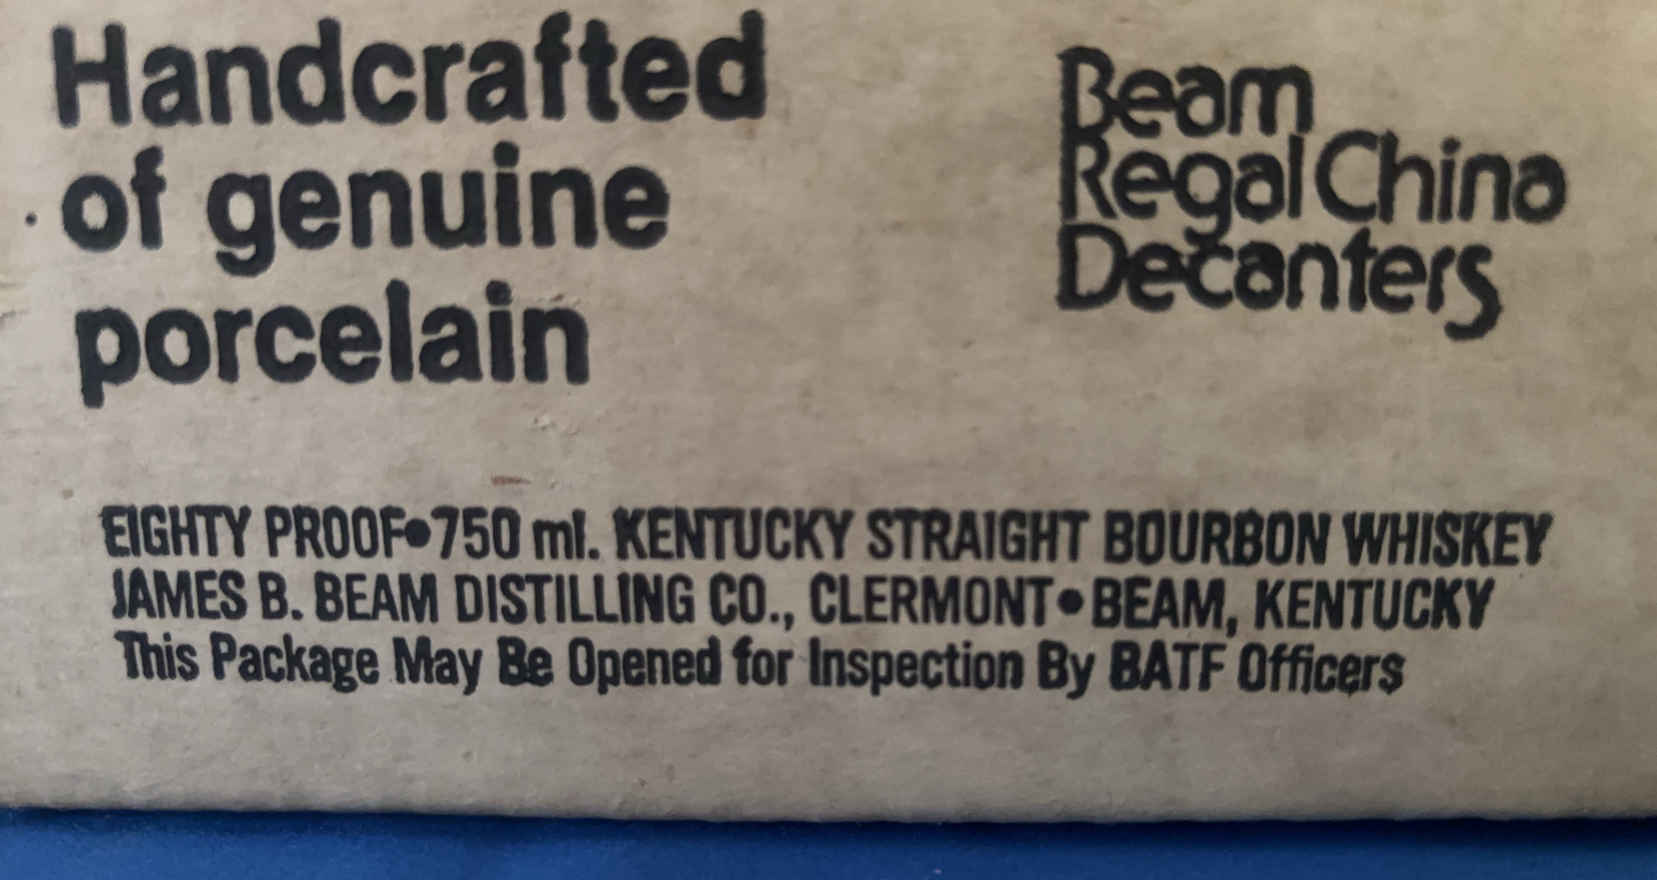 Handcrafted
of genuine
porcelain
Beam
Regal China
Decanters
EIGHTY PROOF•750 ml. KENTUCKY STRAIGHT BOURBON WHISKEY
JAMES B. BEAM DISTILLING CO., CLERMONT•BEAM, KENTUCKY
This Package May Be Opened for Inspection By BATF Officers